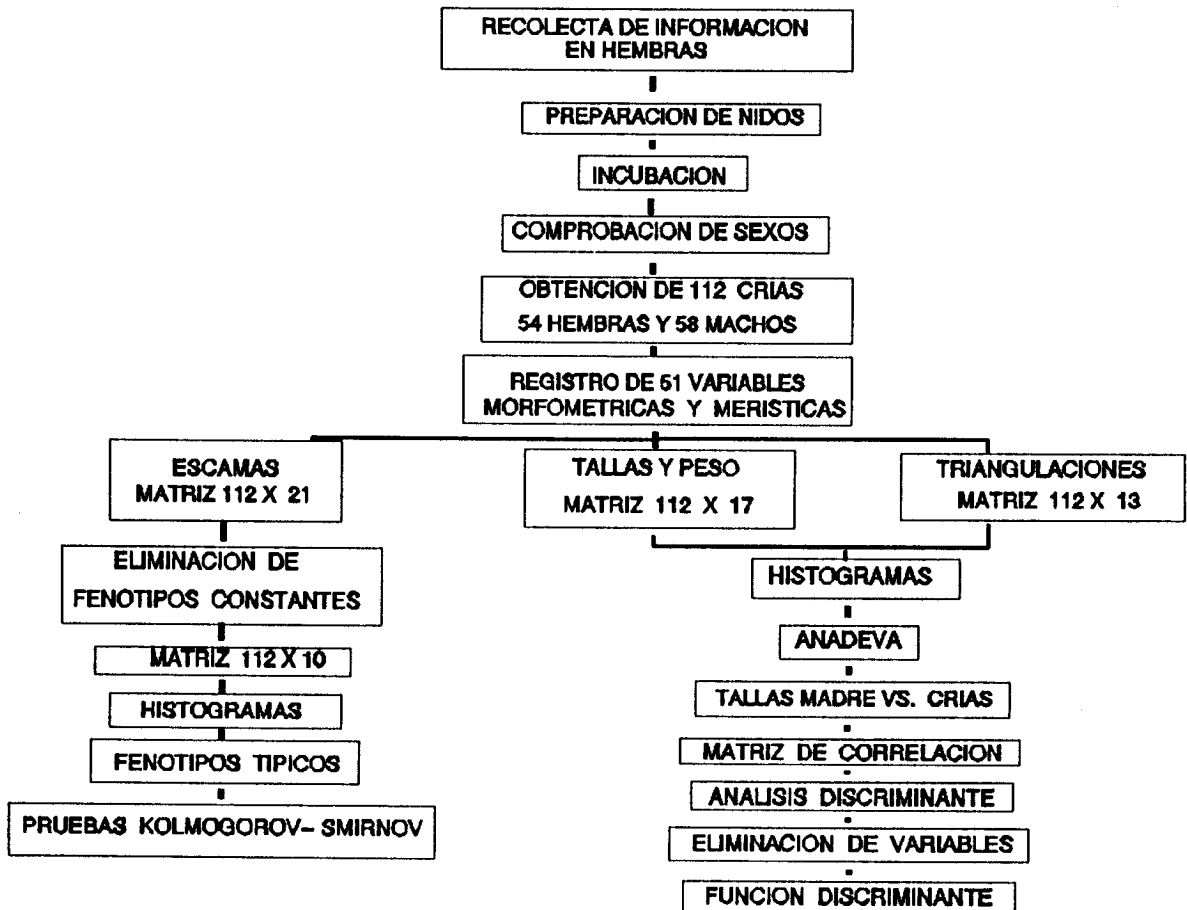 RECOLECTA DE INFORMACION
EN HEMBRAS
PREPARACION DE NIDOS
INCUBACION
COMPROBACION DE SEXOS
OBTENCION DE 112 CRIAS
54 HEMBRAS Y 58 MACHOS
REGISTRO DE 51 VARIABLES
MORFOMETRICAS Y MERISTICAS
ESCAMAS
MATRIZ 112 X 21
ELIMINACION DE
FENOTIPOS CONSTANTES
MATRIZ 112 X 10
HISTOGRAMAS
FENOTIPOS TIPICOS
PRUEBAS KOLMOGOROV- SMIRNOV
TALLAS Y PESO
MATRIZ 112 X 17
TRIANGULACIONES
MATRIZ 112 X 13
HISTOGRAMAS
ANADEVA
TALLAS MADRE VS. CRIAS
MATRIZ DE CORRELACION
ANALISIS DISCRIMINANTE
ELIMINACION DE VARIABLES
FUNCION DISCRIMINANTE